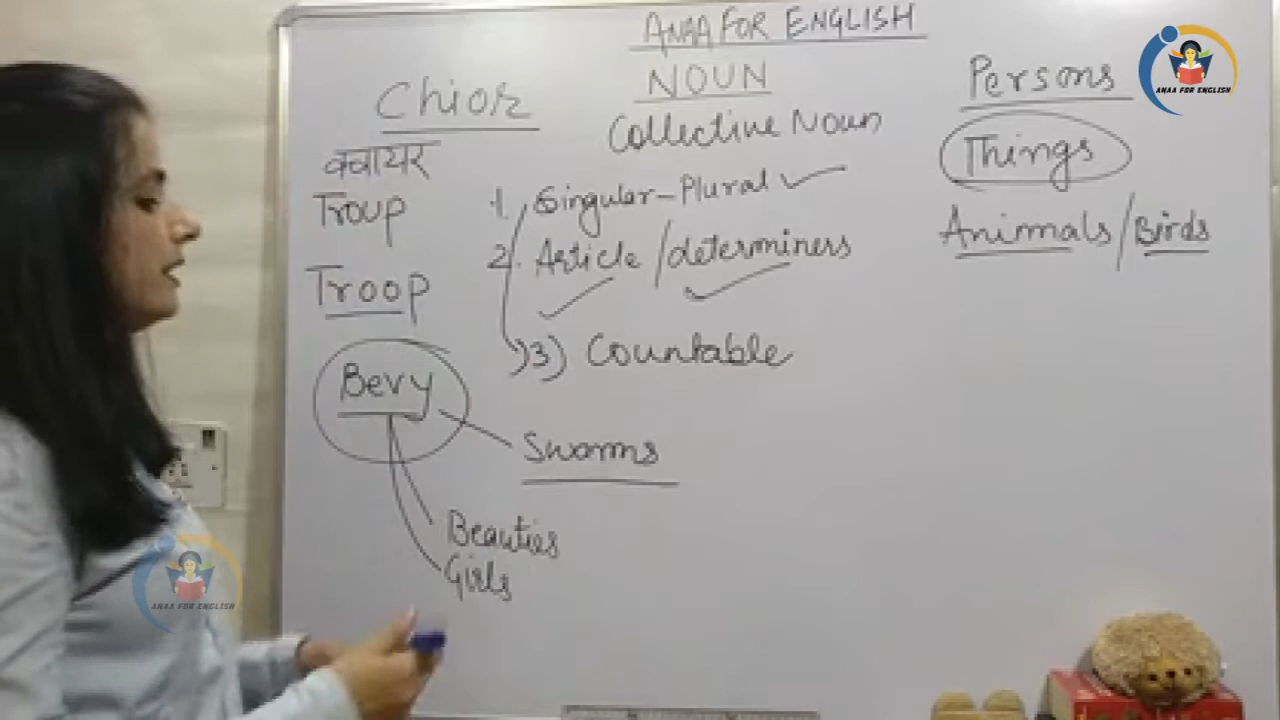 ANAA FOR ENGLISH
NOUN
Collective Noun
Chior
क्वायर
Troup
Troop
Bevy
Swarms
Beauties
Girls
1. Singular-Plural
2. Article/determiners
3) Countable
Persons
Things
Animals/Birds
ANAA FOR ENGLISH
ANAA FOR ENGLISH